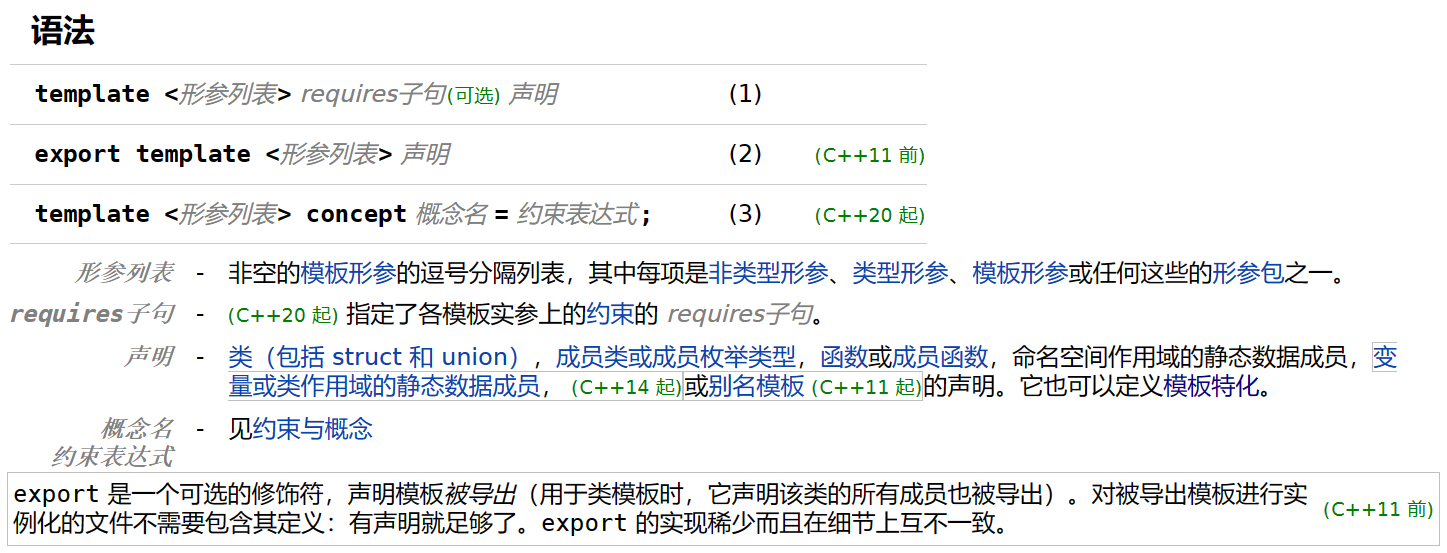 语法
template <形参列表> requires子句(可选) 声明 (1)
export template <形参列表> 声明 (2) (C++11 前)
template <形参列表> concept 概念名 = 约束表达式; (3) (C++20 起)
形参列表 - 非空的模板形参的逗号分隔列表，其中每项是非类型形参、类型形参、模板形参或任何这些的形参包之一。
requires子句 - (C++20 起) 指定了各模板实参上的约束的 requires子句。
声明 - 类（包括 struct 和 union），成员类或成员枚举类型，函数或成员函数，命名空间作用域的静态数据成员，变
量或类作用域的静态数据成员， (C++14 起)或别名模板 (C++11 起)的声明。它也可以定义模板特化。
概念名 - 见约束与概念
约束表达式
export 是一个可选的修饰符，声明模板被导出（用于类模板时，它声明该类的所有成员也被导出）。对被导出模板进行实
例化的文件不需要包含其定义：有声明就足够了。export 的实现稀少而且在细节上互不一致。 (C++11 前)